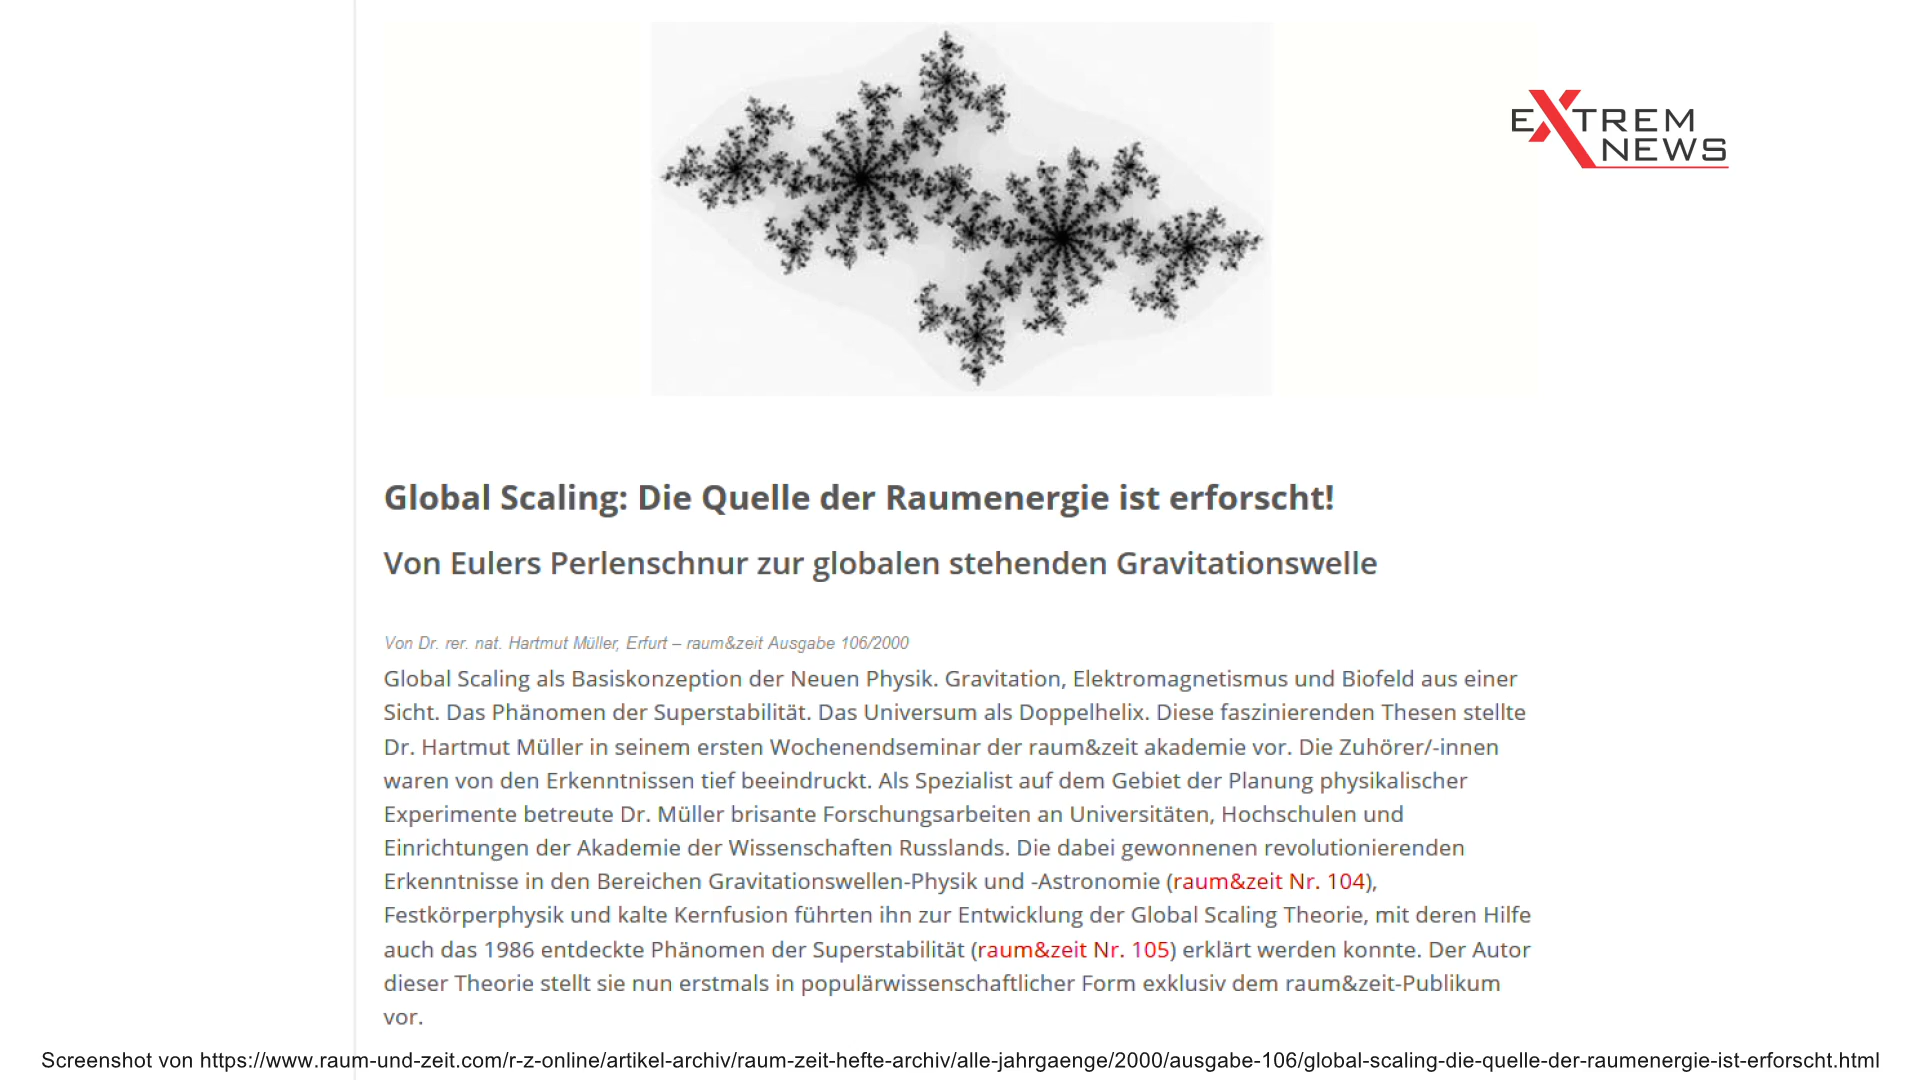 EXTREM
NEWS
Global Scaling: Die Quelle der Raumenergie ist erforscht!
Von Eulers Perlenschnur zur globalen stehenden Gravitationswelle
Von Dr. rer. nat. Hartmut Müller, Erfurt – raum&zeit Ausgabe 106/2000
Global Scaling als Basiskonzeption der Neuen Physik. Gravitation, Elektromagnetismus und Biofeld aus einer
Sicht. Das Phänomen der Superstabilität. Das Universum als Doppelhelix. Diese faszinierenden Thesen stellte
Dr. Hartmut Müller in seinem ersten Wochenendseminar der raum&zeit akademie vor. Die Zuhörer/-innen
waren von den Erkenntnissen tief beeindruckt. Als Spezialist auf dem Gebiet der Planung physikalischer
Experimente betreute Dr. Müller brisante Forschungsarbeiten an Universitäten, Hochschulen und
Einrichtungen der Akademie der Wissenschaften Russlands. Die dabei gewonnenen revolutionierenden
Erkenntnisse in den Bereichen Gravitationswellen-Physik und -Astronomie (raum&zeit Nr. 104),
Festkörperphysik und kalte Kernfusion führten ihn zur Entwicklung der Global Scaling Theorie, mit deren Hilfe
auch das 1986 entdeckte Phänomen der Superstabilität (raum&zeit Nr. 105) erklärt werden konnte. Der Autor
dieser Theorie stellt sie nun erstmals in populärwissenschaftlicher Form exklusiv dem raum&zeit-Publikum
vor.
Screenshot von https://www.raum-und-zeit.com/r-z-online/artikel-archiv/raum-zeit-hefte-archiv/alle-jahrgaenge/2000/ausgabe-106/global-scaling-die-quelle-der-raumenergie-ist-erforscht.html